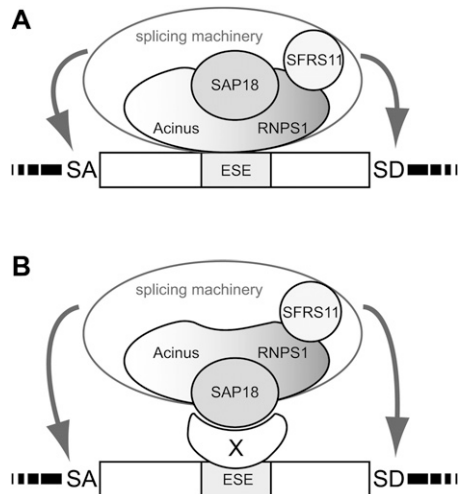 A
splicing machinery
SFRS11
SAP18
Acinus RNPS1
SA ESE SD
B
splicing machinery
SFRS11
Acinus RNPS1
SAP18
X
SA ESE SD